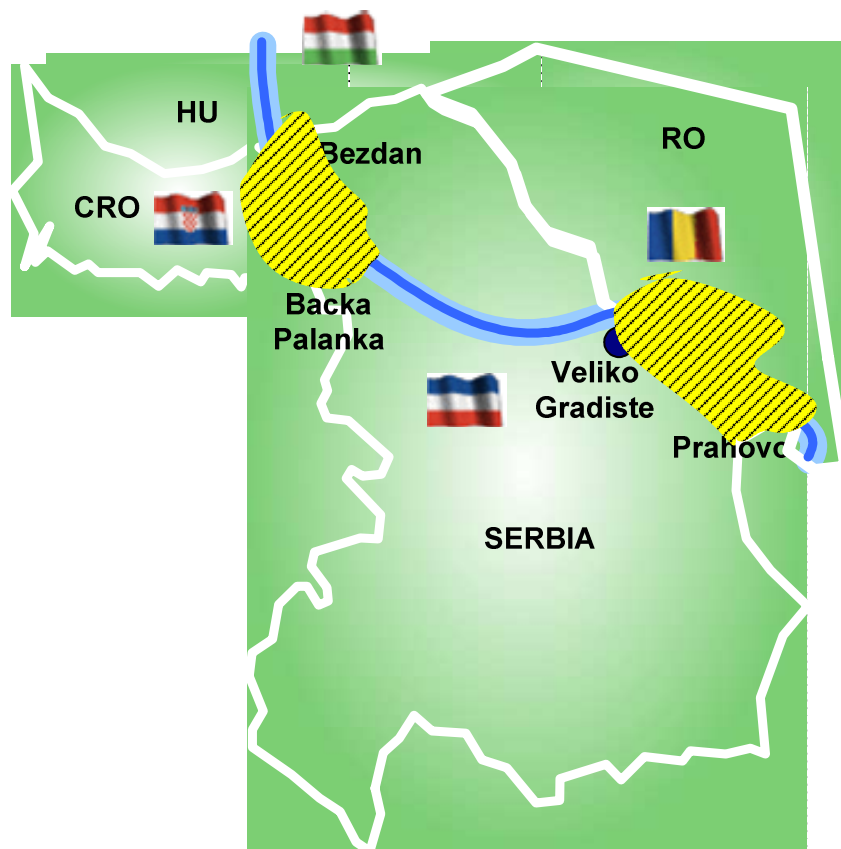 HU
RO
Bezdan
CRO
Backa
Palanka
Veliko
Gradiste
Prahovo
SERBIA